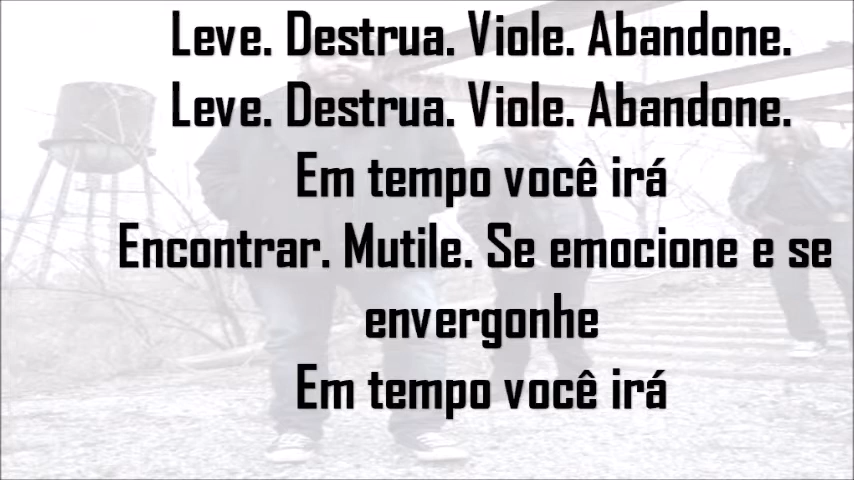 Leve. Destrua. Viole. Abandone.
Leve. Destrua. Viole. Abandone.
Em tempo você irá
Encontrar. Mutile. Se emocione e se
envergonhe
Em tempo você irá